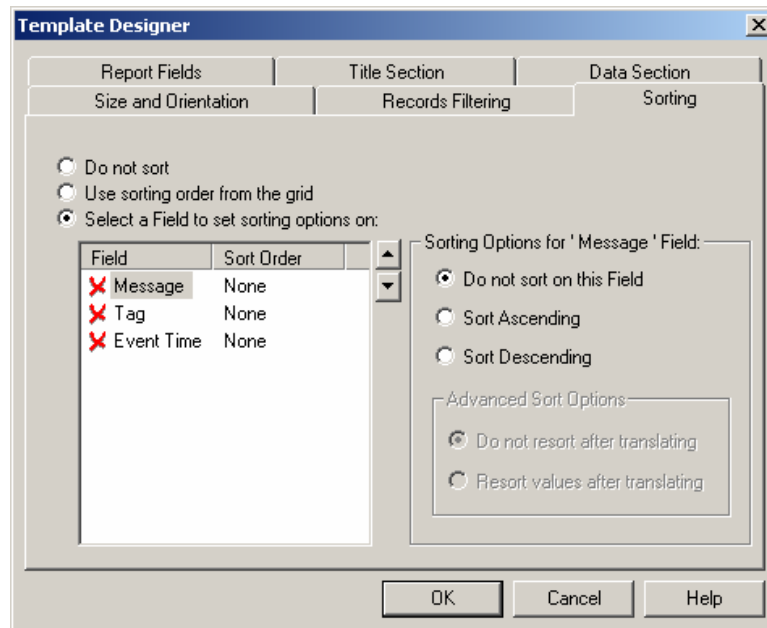 Template Designer
Report Fields
Title Section
Data Section
Size and Orientation
Records Filtering
Sorting
Do not sort
Use sorting order from the grid
Select a Field to set sorting options on:
Field Sort Order
Message None
Tag None
Event Time None
Sorting Options for ' Message ' Field:
Do not sort on this Field
Sort Ascending
Sort Descending
Advanced Sort Options
Do not resort after translating
Resort values after translating
OK
Cancel
Help